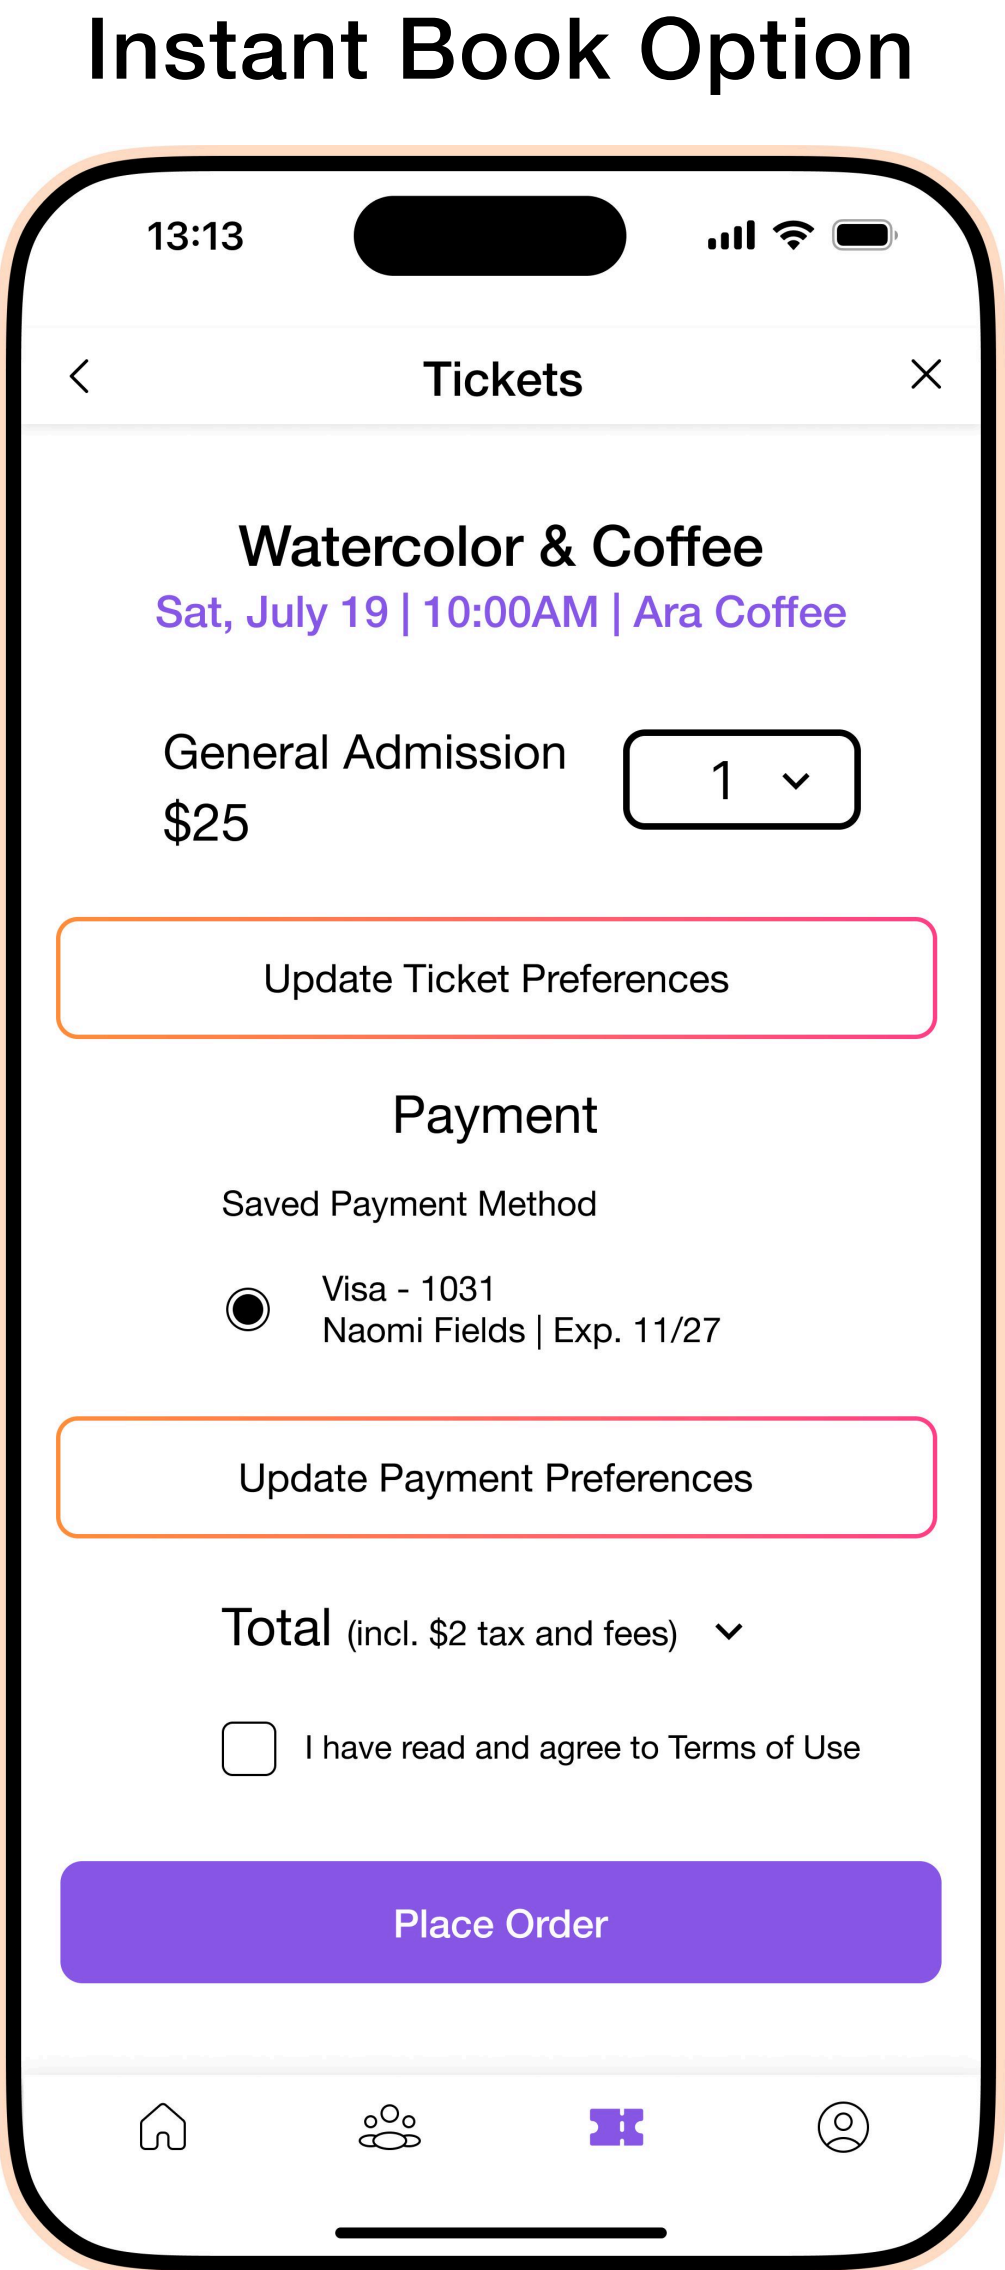 Instant Book Option
13:13
Tickets
Watercolor & Coffee
Sat, July 19 | 10:00AM | Ara Coffee
General Admission
$25
1
Update Ticket Preferences
Payment
Saved Payment Method
Visa - 1031
Naomi Fields | Exp. 11/27
Update Payment Preferences
Total (incl. $2 tax and fees)
I have read and agree to Terms of Use
Place Order